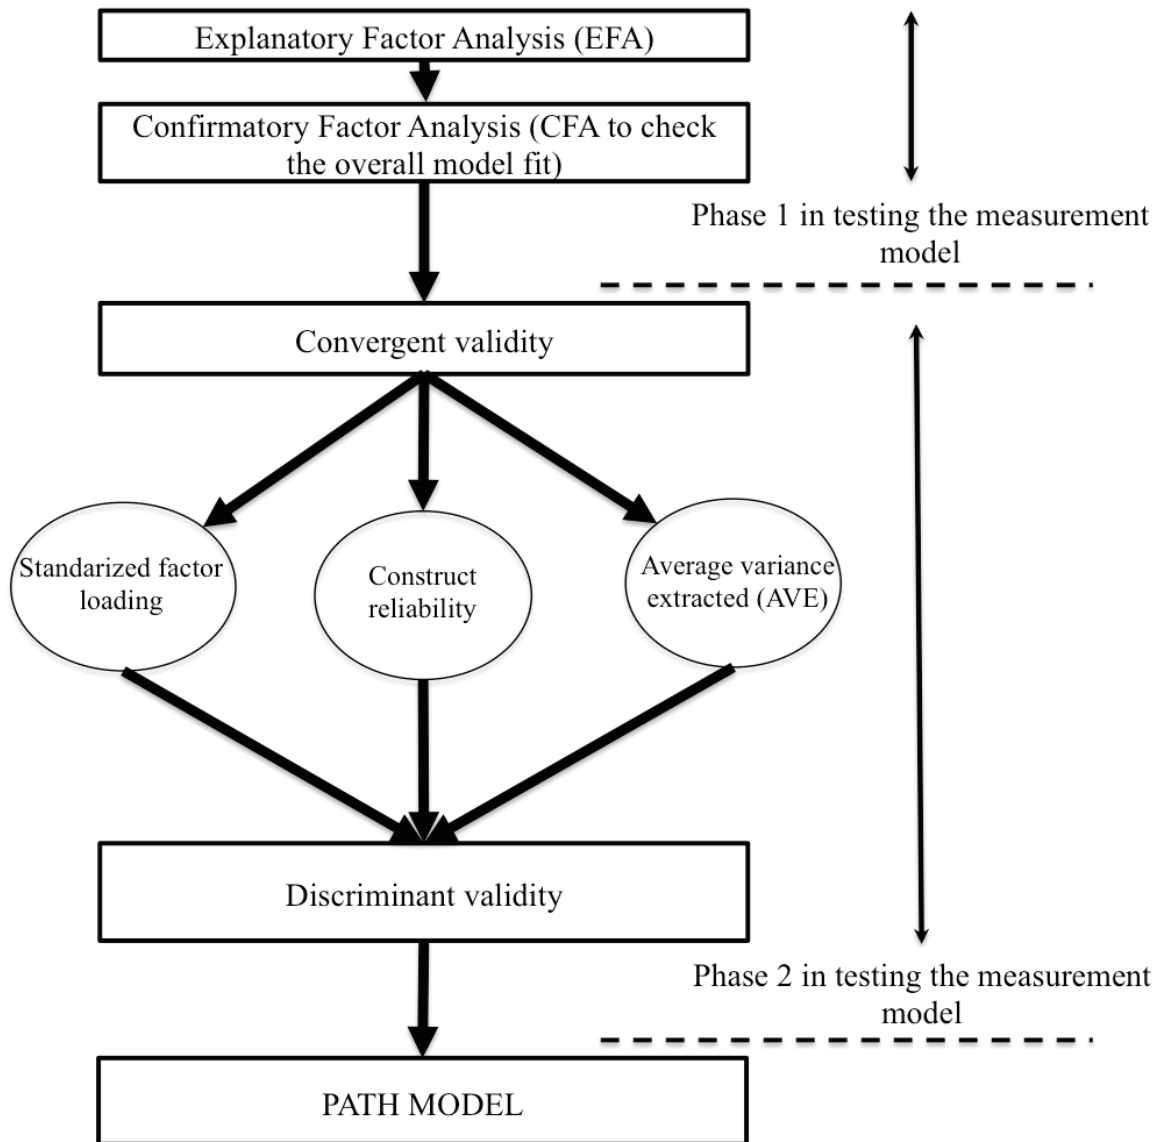 Explanatory Factor Analysis (EFA)
Confirmatory Factor Analysis (CFA to check
the overall model fit)
Phase 1 in testing the measurement
model
Convergent validity
Standarized factor
loading
Construct
reliability
Average variance
extracted (AVE)
Discriminant validity
Phase 2 in testing the measurement
model
PATH MODEL